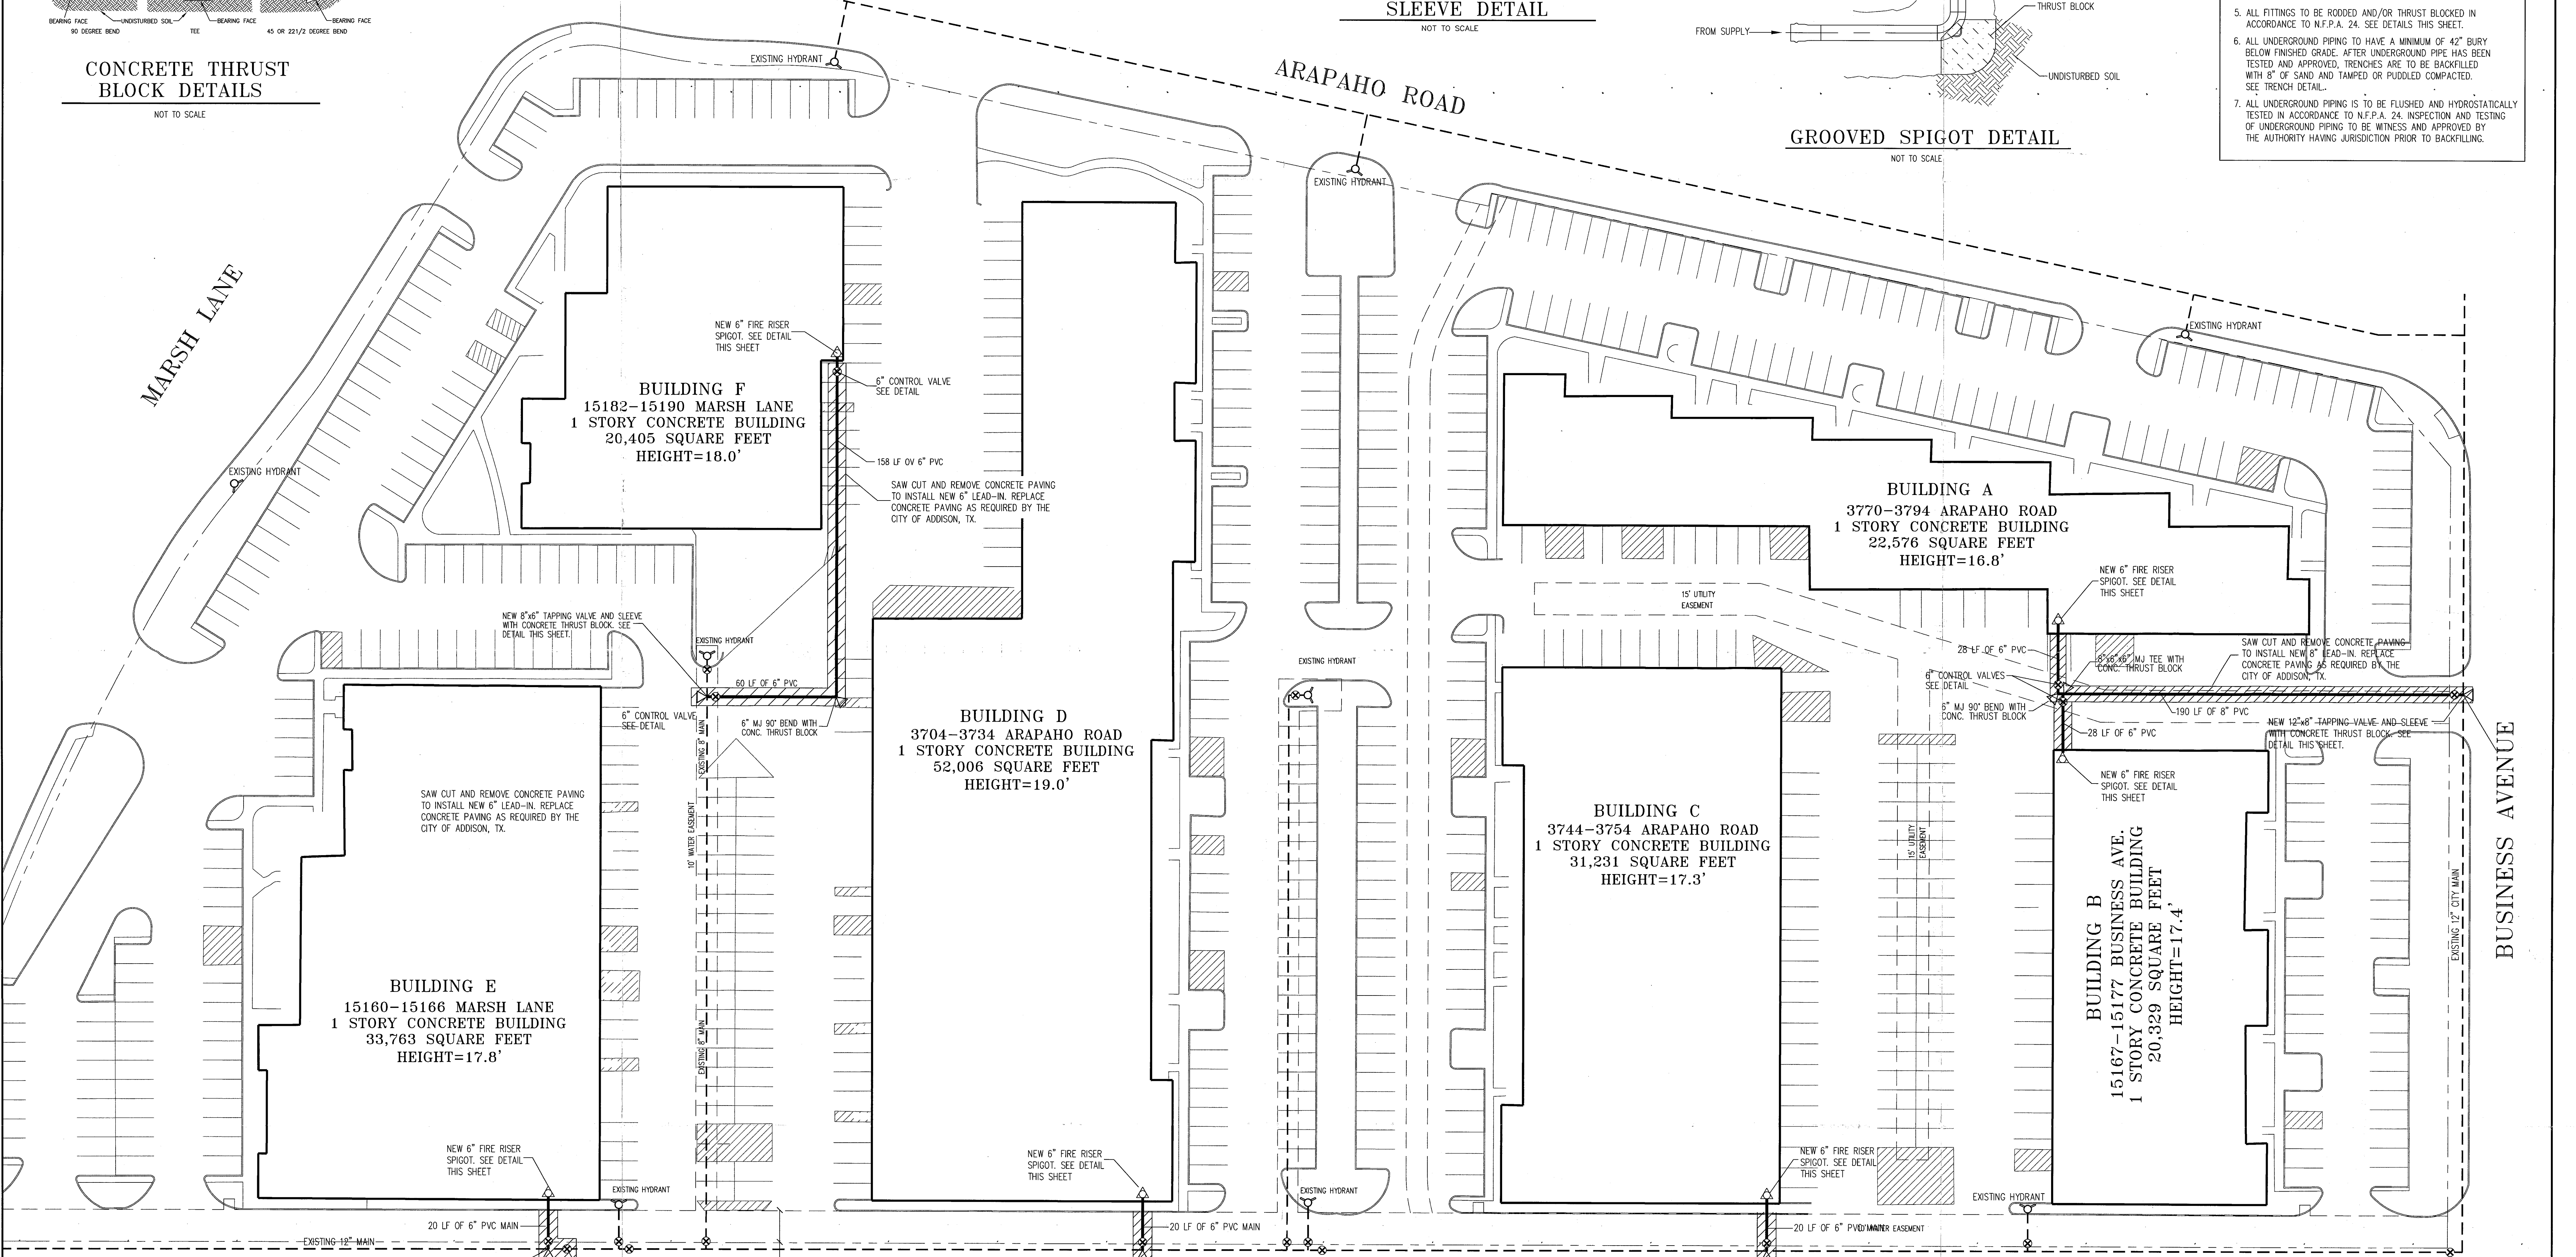 BEARING FACE
UNDISTURBED SOIL
BEARING FACE
BEARING FACE
90 DEGREE BEND
TEE
45 OR 221/2 DEGREE BEND
CONCRETE THRUST
BLOCK DETAILS
NOT TO SCALE
SLEEVE DETAIL
NOT TO SCALE
THRUST BLOCK
FROM SUPPLY
UNDISTURBED SOIL
GROOVED SPIGOT DETAIL
NOT TO SCALE
5. ALL FITTINGS TO BE RODDED AND/OR THRUST BLOCKED IN
ACCORDANCE TO N.F.P.A. 24. SEE DETAILS THIS SHEET.
6. ALL UNDERGROUND PIPING TO HAVE A MINIMUM OF 42" BURY
BELOW FINISHED GRADE. AFTER UNDERGROUND PIPE HAS BEEN
TESTED AND APPROVED, TRENCHES ARE TO BE BACKFILLED
WITH 8" OF SAND AND TAMPED OR PUDDLED COMPACTED.
SEE TRENCH DETAIL.
7. ALL UNDERGROUND PIPING IS TO BE FLUSHED AND HYDROSTATICALLY
TESTED IN ACCORDANCE TO N.F.P.A. 24. INSPECTION AND TESTING
OF UNDERGROUND PIPING TO BE WITNESS AND APPROVED BY
THE AUTHORITY HAVING JURISDICTION PRIOR TO BACKFILLING.
EXISTING HYDRANT
ARAPAHO ROAD
EXISTING HYDRANT
EXISTING HYDRANT
MARSH LANE
EXISTING HYDRANT
NEW 6" FIRE RISER
SPIGOT. SEE DETAIL
THIS SHEET
6" CONTROL VALVE
SEE DETAIL
BUILDING F
15182-15190 MARSH LANE
1 STORY CONCRETE BUILDING
20,405 SQUARE FEET
HEIGHT=18.0'
158 LF OV 6" PVC
SAW CUT AND REMOVE CONCRETE PAVING
TO INSTALL NEW 6" LEAD-IN. REPLACE
CONCRETE PAVING AS REQUIRED BY THE
CITY OF ADDISON, TX.
BUILDING A
3770-3794 ARAPAHO ROAD
1 STORY CONCRETE BUILDING
22,576 SQUARE FEET
HEIGHT=16.8'
NEW 6" FIRE RISER
SPIGOT. SEE DETAIL
THIS SHEET
15' UTILITY
EASEMENT
NEW 8"x6" TAPPING VALVE AND SLEEVE
WITH CONCRETE THRUST BLOCK. SEE
DETAIL THIS SHEET.
EXISTING HYDRANT
60 LF OF 6" PVC
6" CONTROL VALVE
SEE DETAIL
6" MJ 90° BEND WITH
CONC. THRUST BLOCK
EXISTING 8" MAIN
EXISTING HYDRANT
28 LF OF 6" PVC
8"x6"x6" MJ TEE WITH
CONC. THRUST BLOCK
SAW CUT AND REMOVE CONCRETE PAVING
TO INSTALL NEW 8" LEAD-IN. REPLACE
CONCRETE PAVING AS REQUIRED BY THE
CITY OF ADDISON, TX.
6" CONTROL VALVES
SEE DETAIL
6" MJ 90° BEND WITH
CONC. THRUST BLOCK
190 LF OF 8" PVC
28 LF OF 6" PVC
NEW 12"x8" TAPPING VALVE AND SLEEVE
WITH CONCRETE THRUST BLOCK. SEE
DETAIL THIS SHEET.
NEW 6" FIRE RISER
SPIGOT. SEE DETAIL
THIS SHEET
BUILDING D
3704-3734 ARAPAHO ROAD
1 STORY CONCRETE BUILDING
52,006 SQUARE FEET
HEIGHT=19.0'
SAW CUT AND REMOVE CONCRETE PAVING
TO INSTALL NEW 6" LEAD-IN. REPLACE
CONCRETE PAVING AS REQUIRED BY THE
CITY OF ADDISON, TX.
10' WATER EASEMENT
BUILDING C
3744-3754 ARAPAHO ROAD
1 STORY CONCRETE BUILDING
31,231 SQUARE FEET
HEIGHT=17.3'
15' UTILITY
EASEMENT
BUILDING B
15167-15177 BUSINESS AVE.
1 STORY CONCRETE BUILDING
20,329 SQUARE FEET
HEIGHT=17.4'
EXISTING 12" CITY MAIN
BUSINESS AVENUE
BUILDING E
15160-15166 MARSH LANE
1 STORY CONCRETE BUILDING
33,763 SQUARE FEET
HEIGHT=17.8'
EXISTING 8" MAIN
NEW 6" FIRE RISER
SPIGOT. SEE DETAIL
THIS SHEET
EXISTING HYDRANT
NEW 6" FIRE RISER
SPIGOT. SEE DETAIL
THIS SHEET
EXISTING HYDRANT
NEW 6" FIRE RISER
SPIGOT. SEE DETAIL
THIS SHEET
EXISTING HYDRANT
20 LF OF 6" PVC MAIN
20 LF OF 6" PVC MAIN
20 LF OF 6" PVC MAIN
WATER EASEMENT
EXISTING 12" MAIN